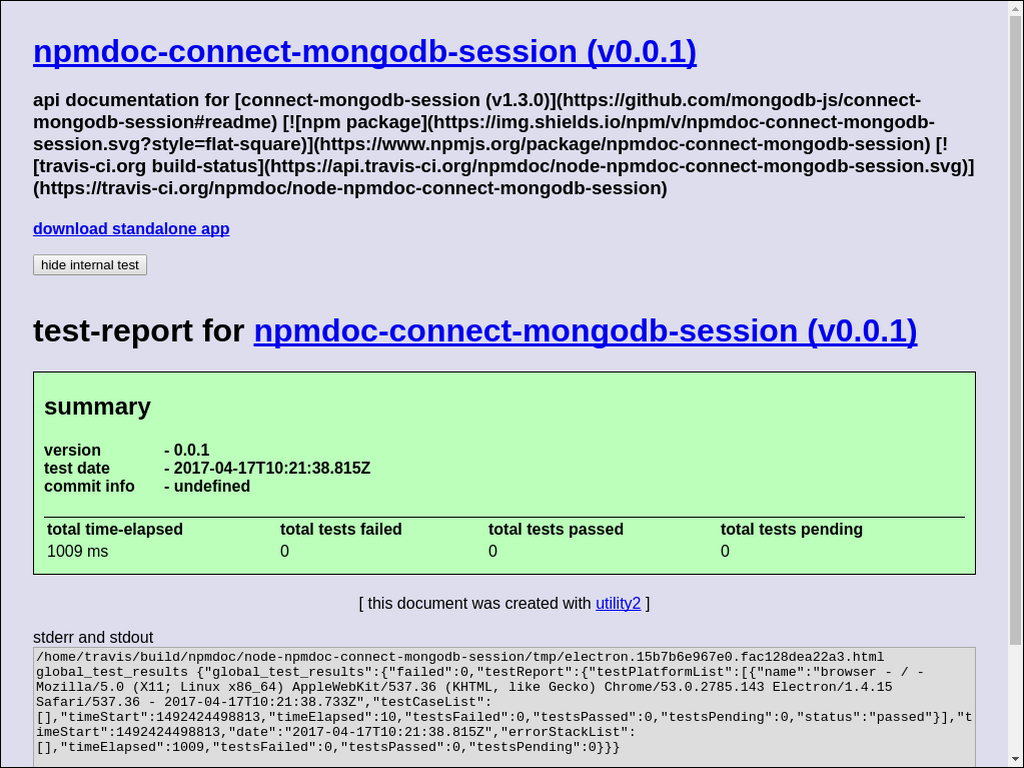 npmdoc-connect-mongodb-session (v0.0.1)
api documentation for [connect-mongodb-session (v1.3.0)](https://github.com/mongodb-js/connect-
mongodb-session#readme) [![npm package](https://img.shields.io/npm/v/npmdoc-connect-mongodb-
session.svg?style=flat-square)](https://www.npmjs.org/package/npmdoc-connect-mongodb-session) [!
[travis-ci.org build-status](https://api.travis-ci.org/npmdoc/node-npmdoc-connect-mongodb-session.svg)]
(https://travis-ci.org/npmdoc/node-npmdoc-connect-mongodb-session)
download standalone app
hide internal test
test-report for npmdoc-connect-mongodb-session (v0.0.1)
summary
version - 0.0.1
test date - 2017-04-17T10:21:38.815Z
commit info - undefined
total time-elapsed total tests failed total tests passed total tests pending
1009 ms 0 0 0
[ this document was created with utility2 ]
stderr and stdout
/home/travis/build/npmdoc/node-npmdoc-connect-mongodb-session/tmp/electron.15b7b6e967e0.fac128dea22a3.html
global_test_results {"global_test_results":{"failed":0,"testReport":{"testPlatformList":[{"name":"browser - / -
Mozilla/5.0 (X11; Linux x86_64) AppleWebKit/537.36 (KHTML, like Gecko) Chrome/53.0.2785.143 Electron/1.4.15
Safari/537.36 - 2017-04-17T10:21:38.733Z","testCaseList":
[],"timeStart":1492424498813,"timeElapsed":10,"testsFailed":0,"testsPassed":0,"testsPending":0,"status":"passed"}],"t
imeStart":1492424498813,"date":"2017-04-17T10:21:38.815Z","errorStackList":
[],"timeElapsed":1009,"testsFailed":0,"testsPassed":0,"testsPending":0}}}